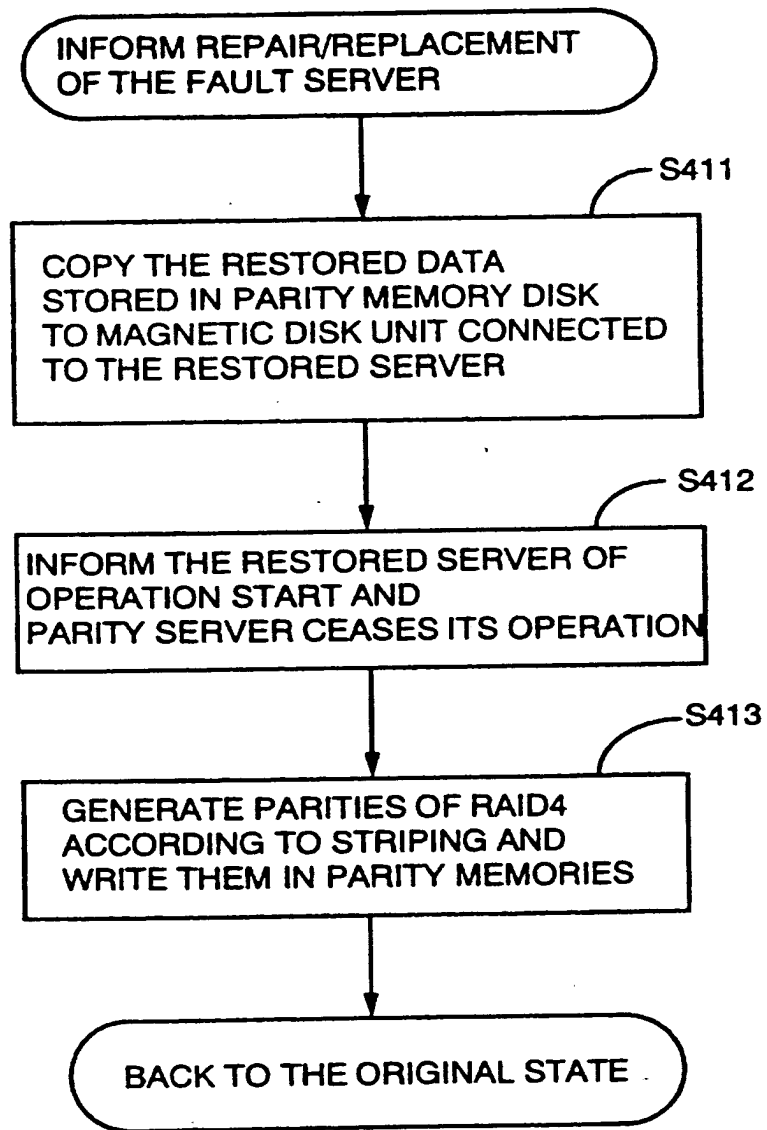 INFORM REPAIR/REPLACEMENT
OF THE FAULT SERVER
S411
COPY THE RESTORED DATA
STORED IN PARITY MEMORY DISK
TO MAGNETIC DISK UNIT CONNECTED
TO THE RESTORED SERVER
S412
INFORM THE RESTORED SERVER OF
OPERATION START AND
PARITY SERVER CEASES ITS OPERATION
S413
GENERATE PARITIES OF RAID4
ACCORDING TO STRIPING AND
WRITE THEM IN PARITY MEMORIES
BACK TO THE ORIGINAL STATE